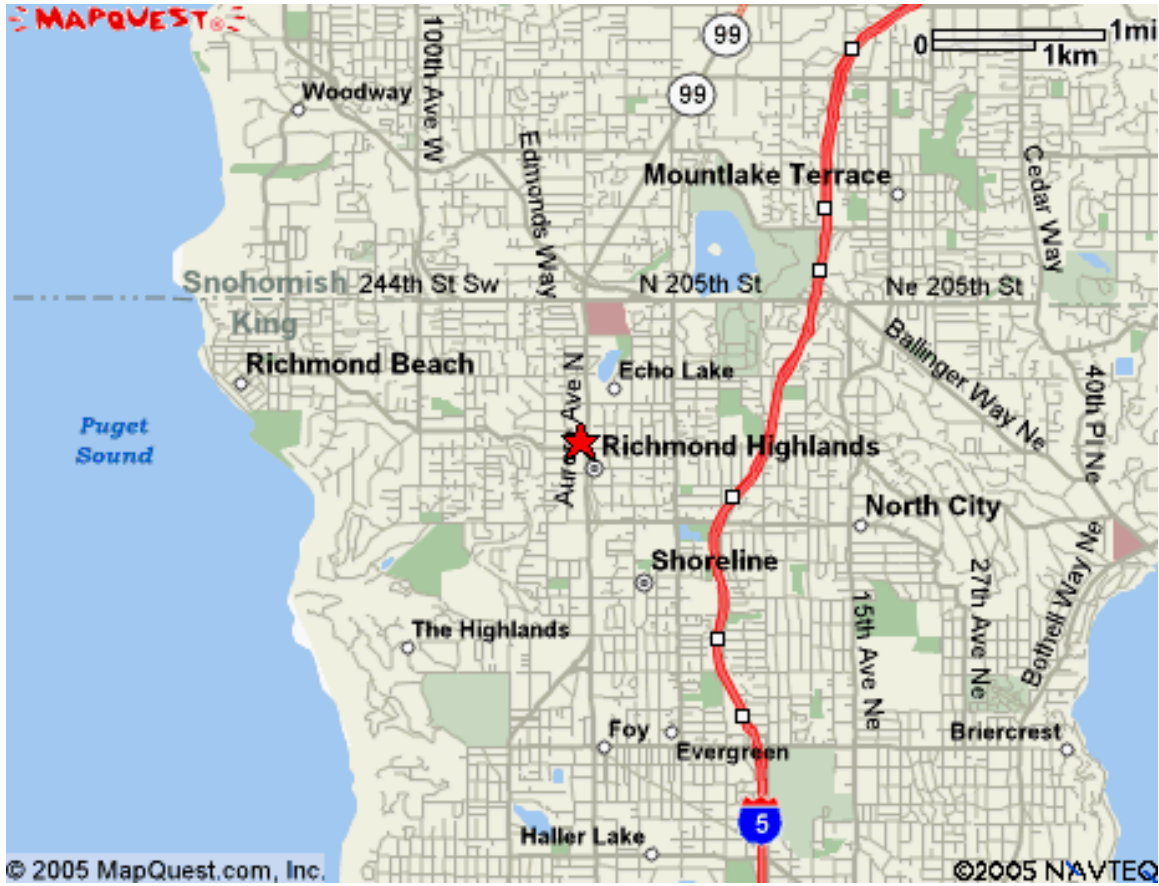 MAPQUEST
99
99
0
1mi
1km
100th Ave W
Woodway
Edmonds Way
Mountlake Terrace
Cedar Way
Snohomish
244th St Sw
N 205th St
Ne 205th St
King
Richmond Beach
Echo Lake
Ballinger Way Ne
40th Pl Ne
Puget
Sound
Ave N
Richmond Highlands
North City
Shoreline
15th Ave Ne
27th Ave Ne
Bothell Way Ne
The Highlands
Foy
Evergreen
Briercrest
5
Haller Lake
© 2005 MapQuest.com, Inc.
©2005 NAVTEQ